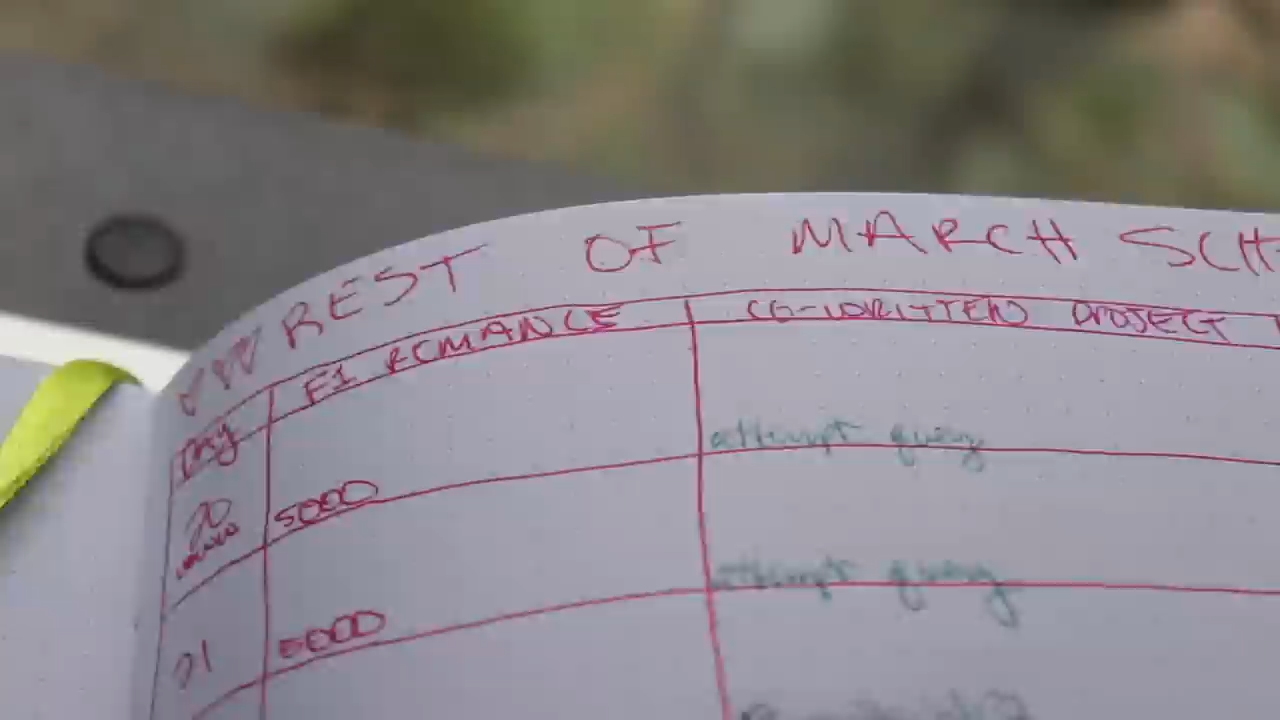 REST OF MARCH SCH
Day F1 ROMANCE CO-WRITTEN PROJECT
20 5000 attempt query
21 5000 attempt query